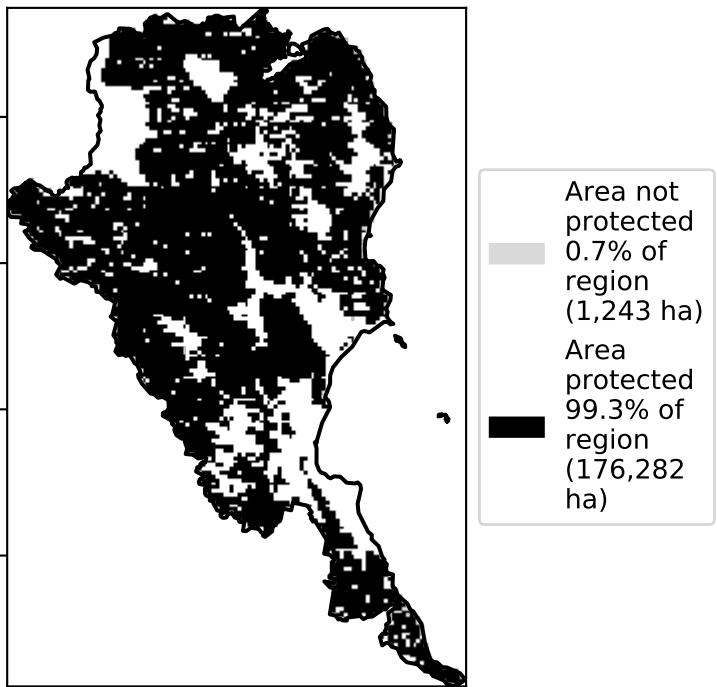 Area not
protected
0.7% of
region
(1,243 ha)
Area
protected
99.3% of
region
(176,282
ha)